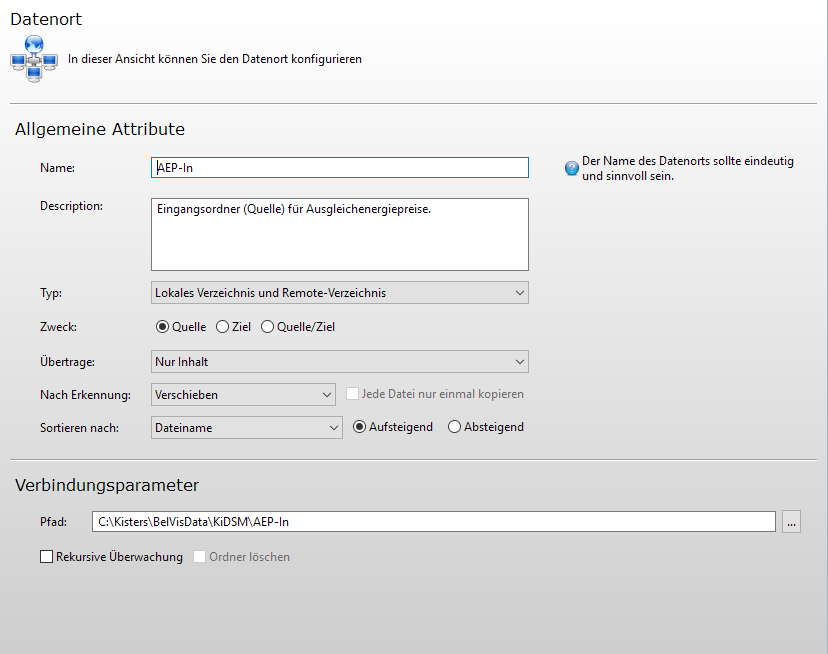 Datenort
In dieser Ansicht können Sie den Datenort konfigurieren
Allgemeine Attribute
Name: AEP-In
Der Name des Datenorts sollte eindeutig
und sinnvoll sein.
Description: Eingangsordner (Quelle) für Ausgleichenergiepreise.
Typ: Lokales Verzeichnis und Remote-Verzeichnis
Zweck: Quelle Ziel Quelle/Ziel
Übertrage: Nur Inhalt
Nach Erkennung: Verschieben Jede Datei nur einmal kopieren
Sortieren nach: Dateiname Aufsteigend Absteigend
Verbindungsparameter
Pfad: C:\Kisters\BelVisData\KiDSM\AEP-In ...
Rekursive Überwachung Ordner löschen